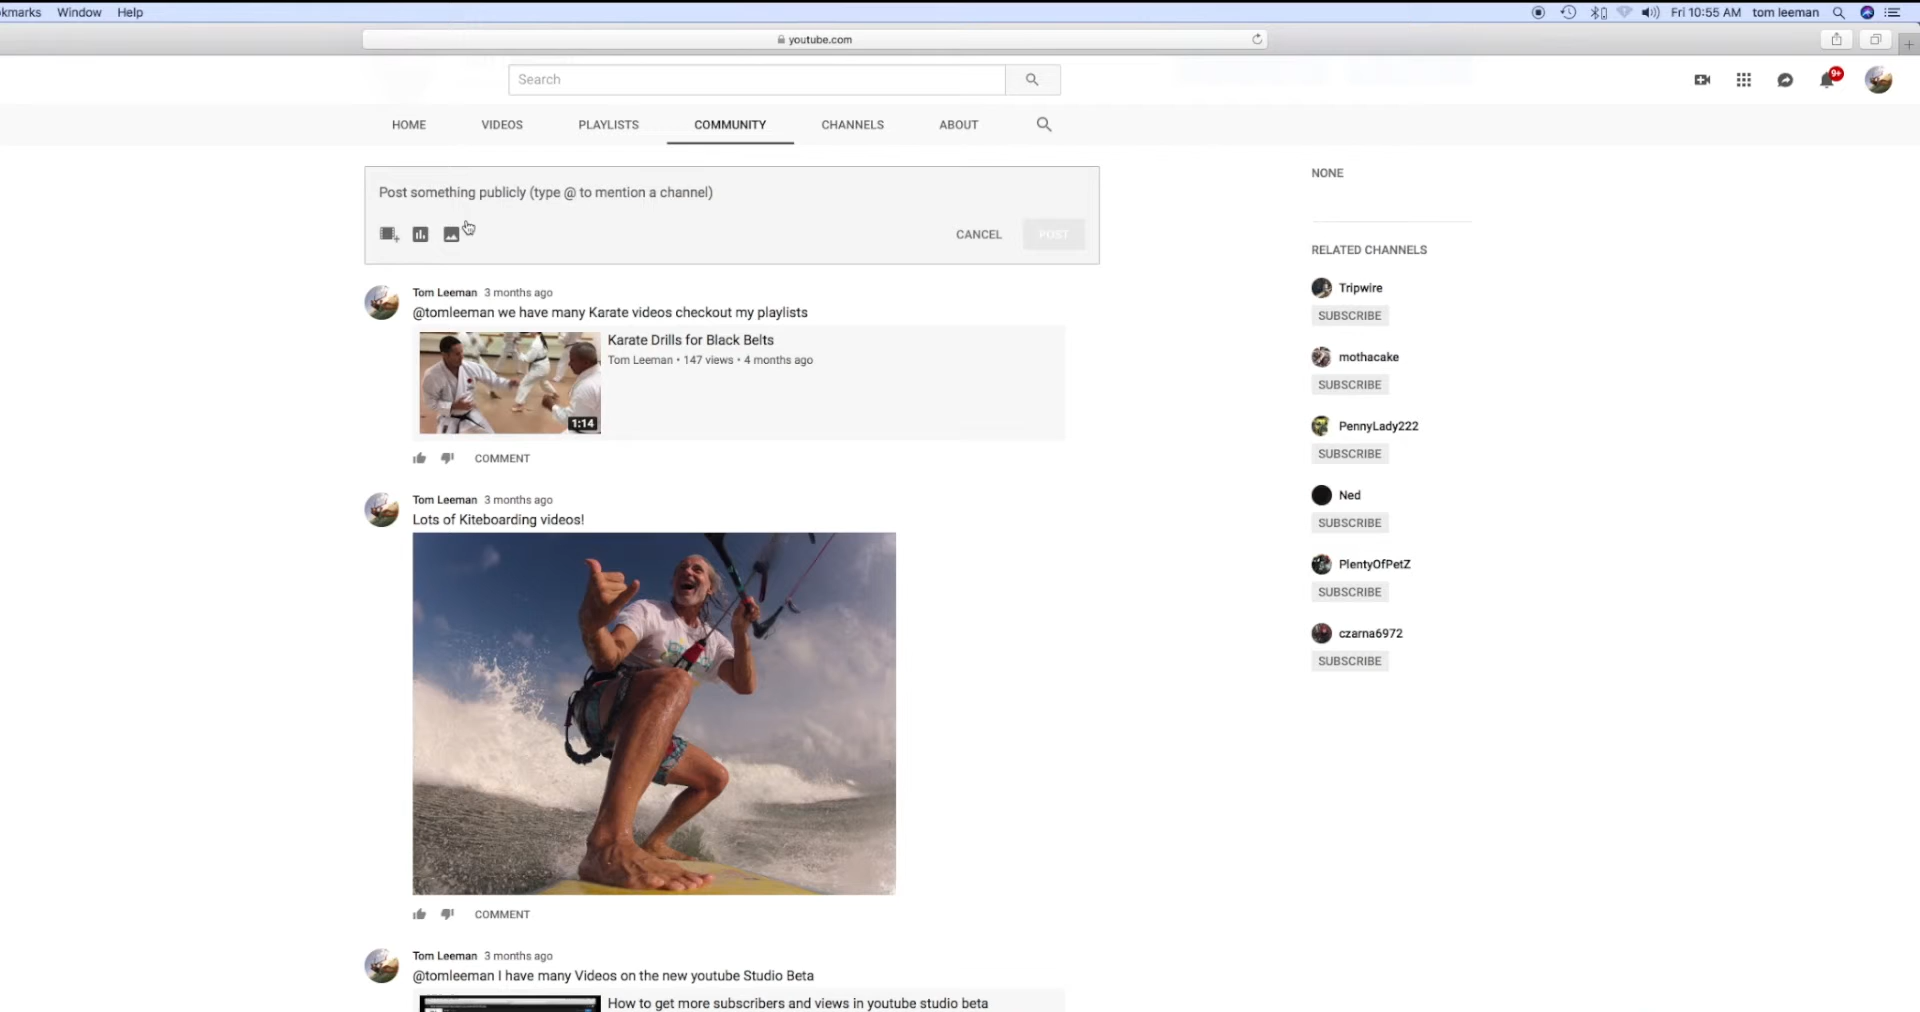 kmarks Window Help Fri 10:55 AM tom leeman
youtube.com
Search 9+
HOME VIDEOS PLAYLISTS COMMUNITY CHANNELS ABOUT
Post something publicly (type @ to mention a channel)
CANCEL POST
Tom Leeman 3 months ago
@tomleeman we have many Karate videos checkout my playlists
Karate Drills for Black Belts
Tom Leeman • 147 views • 4 months ago
1:14
COMMENT
Tom Leeman 3 months ago
Lots of Kiteboarding videos!
COMMENT
Tom Leeman 3 months ago
@tomleeman I have many Videos on the new youtube Studio Beta
How to get more subscribers and views in youtube studio beta
NONE
RELATED CHANNELS
Tripwire
SUBSCRIBE
mothacake
SUBSCRIBE
PennyLady222
SUBSCRIBE
Ned
SUBSCRIBE
PlentyOfPetZ
SUBSCRIBE
czarna6972
SUBSCRIBE